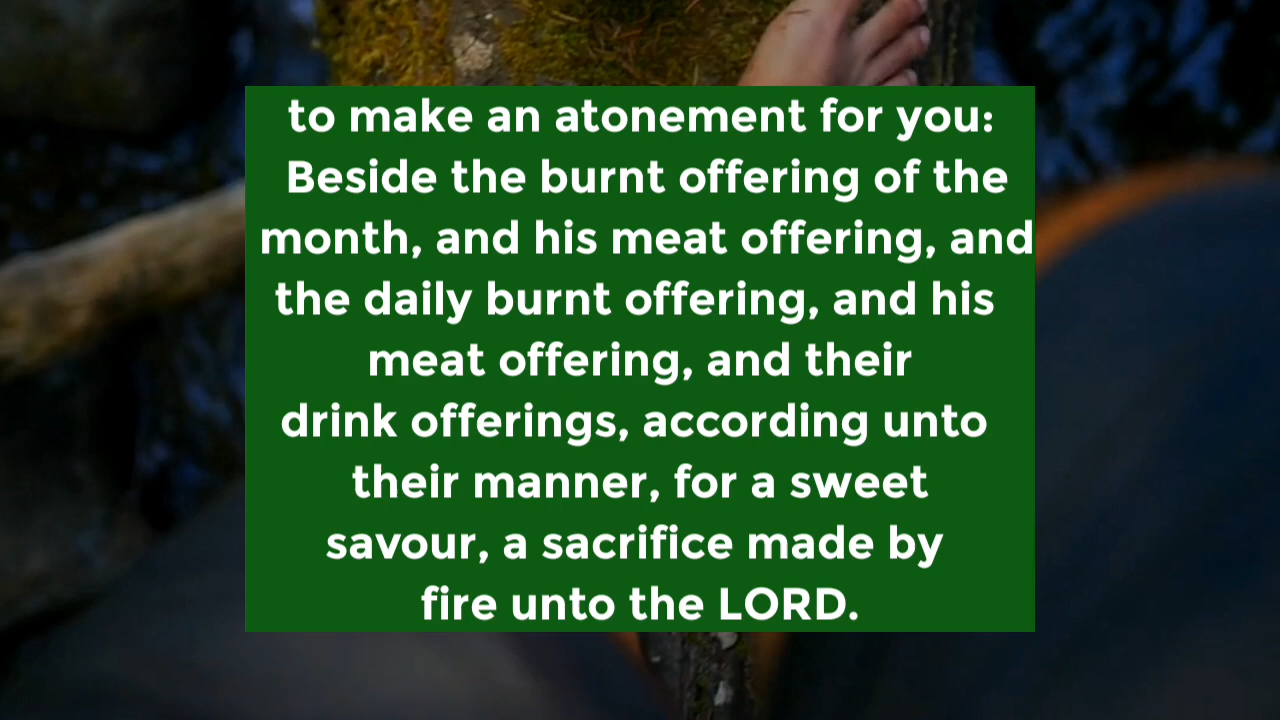 to make an atonement for you:
Beside the burnt offering of the
month, and his meat offering, and
the daily burnt offering, and his
meat offering, and their
drink offerings, according unto
their manner, for a sweet
savour, a sacrifice made by
fire unto the LORD.